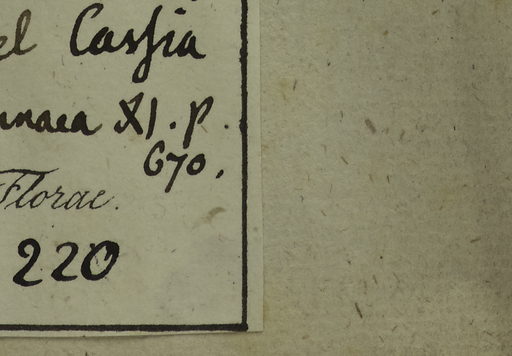 el Cassia
nnaea XI. p.
670.
Florae.
220